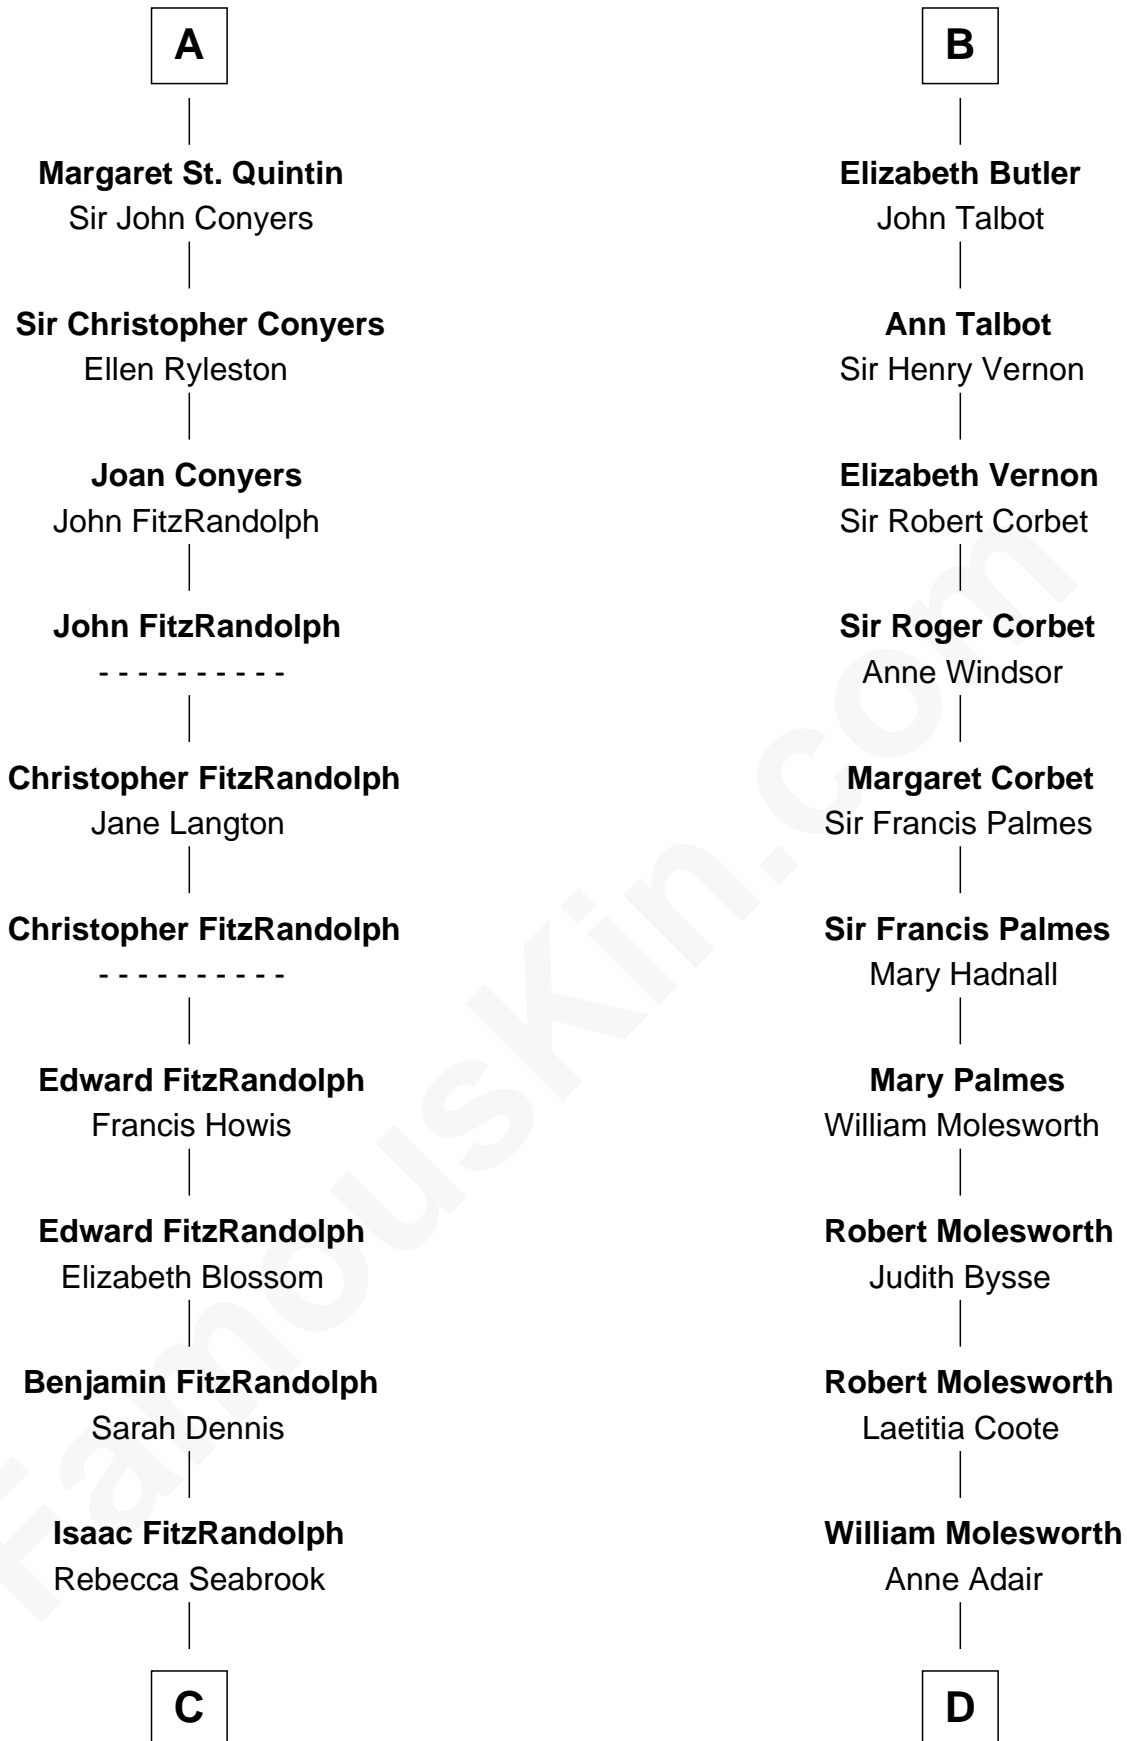 A
Margaret St. Quintin
Sir John Conyers
Sir Christopher Conyers
Ellen Ryleston
Joan Conyers
John FitzRandolph
John FitzRandolph
- - - - - - - - - -
Christopher FitzRandolph
Jane Langton
Christopher FitzRandolph
- - - - - - - - - -
Edward FitzRandolph
Francis Howis
Edward FitzRandolph
Elizabeth Blossom
Benjamin FitzRandolph
Sarah Dennis
Isaac FitzRandolph
Rebecca Seabrook
C
B
Elizabeth Butler
John Talbot
Ann Talbot
Sir Henry Vernon
Elizabeth Vernon
Sir Robert Corbet
Sir Roger Corbet
Anne Windsor
Margaret Corbet
Sir Francis Palmes
Sir Francis Palmes
Mary Hadnall
Mary Palmes
William Molesworth
Robert Molesworth
Judith Bysse
Robert Molesworth
Laetitia Coote
William Molesworth
Anne Adair
D
FamousKin.com